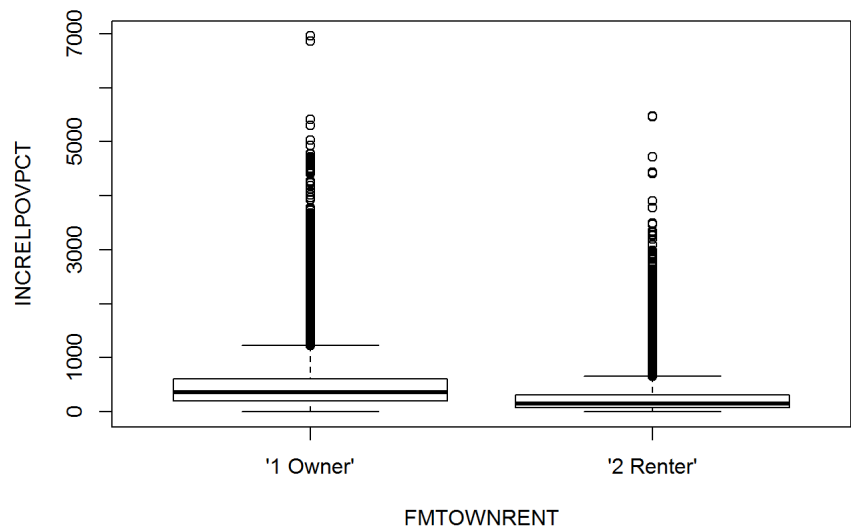 7000
5000
3000
1000
0
INCRELPOVPCT
'1 Owner'
'2 Renter'
FMTOWNRENT